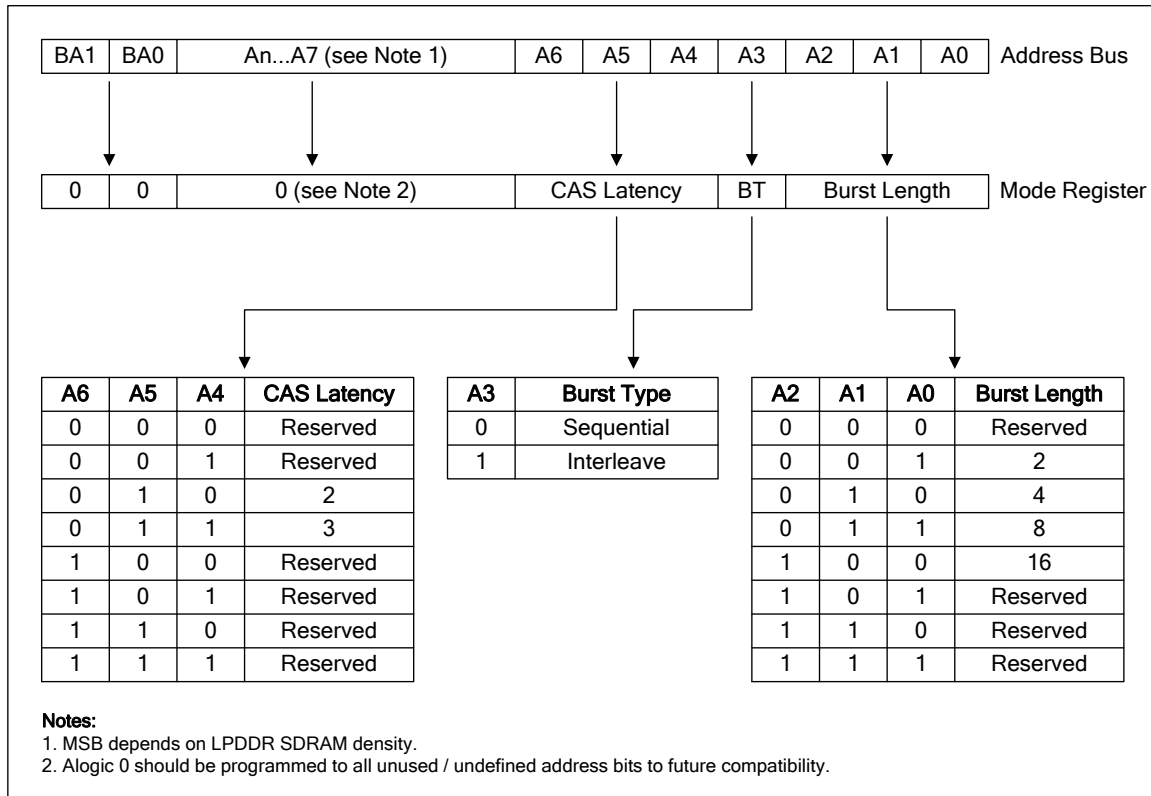 BA1 BA0 An...A7 (see Note 1) A6 A5 A4 A3 A2 A1 A0 Address Bus
0 0 0 (see Note 2) CAS Latency BT Burst Length Mode Register
A6 A5 A4 CAS Latency
0 0 0 Reserved
0 0 1 Reserved
0 1 0 2
0 1 1 3
1 0 0 Reserved
1 0 1 Reserved
1 1 0 Reserved
1 1 1 Reserved
A3 Burst Type
0 Sequential
1 Interleave
A2 A1 A0 Burst Length
0 0 0 Reserved
0 0 1 2
0 1 0 4
0 1 1 8
1 0 0 16
1 0 1 Reserved
1 1 0 Reserved
1 1 1 Reserved
Notes:
1. MSB depends on LPDDR SDRAM density.
2. Alogic 0 should be programmed to all unused / undefined address bits to future compatibility.